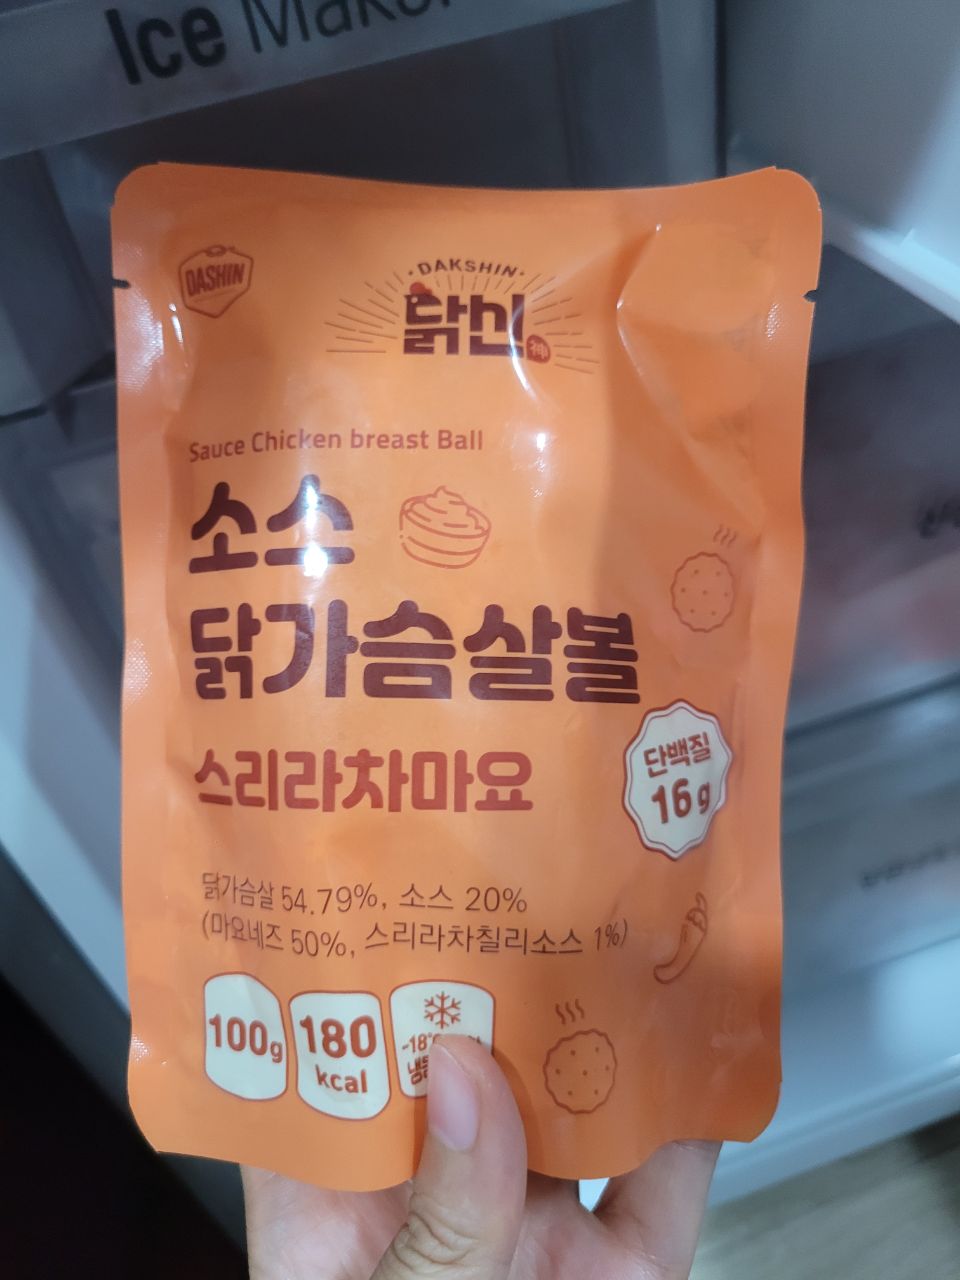 Ice Maker
DASHIN
DAKSHIN
닭신
神
Sauce Chicken breast Ball
소스
닭가슴살볼
스리라차마요
단백질
16g
닭가슴살 54.79%, 소스 20%
(마요네즈 50%, 스리라차칠리소스 1%)
100g
180
kcal